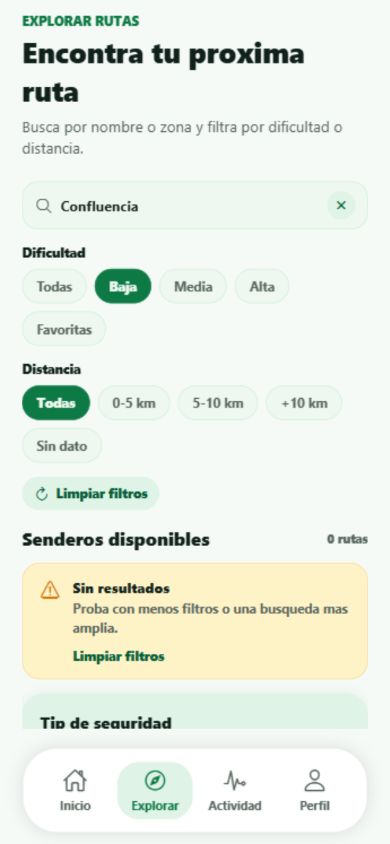 EXPLORAR RUTAS
Encontra tu proxima
ruta
Busca por nombre o zona y filtra por dificultad o
distancia.
Confluencia
Dificultad
Todas Baja Media Alta
Favoritas
Distancia
Todas 0-5 km 5-10 km +10 km
Sin dato
Limpiar filtros
Senderos disponibles 0 rutas
Sin resultados
Proba con menos filtros o una busqueda mas
amplia.
Limpiar filtros
Tip de seguridad
Inicio Explorar Actividad Perfil